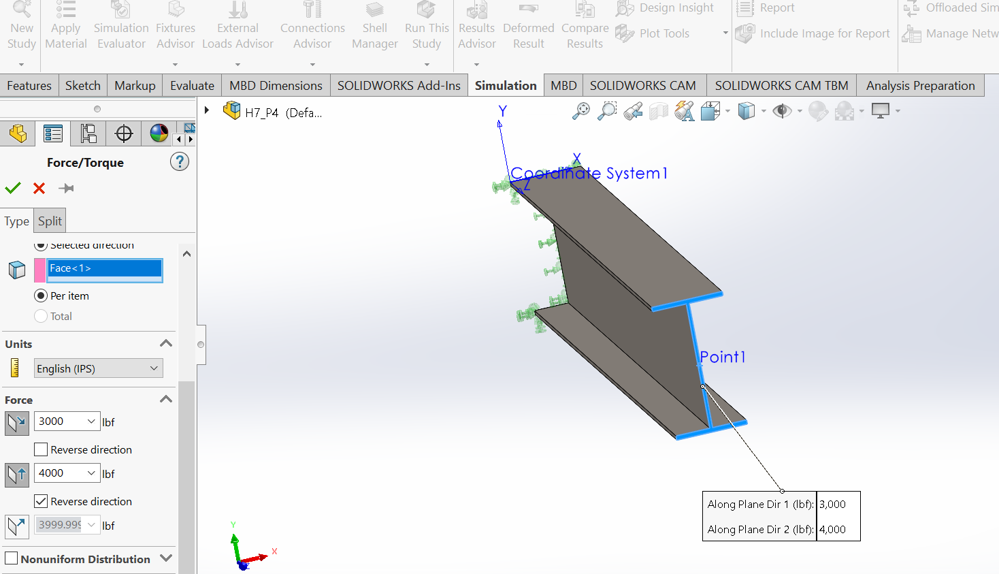 New Study
Apply Material
Simulation Evaluator
Fixtures Advisor
External Loads Advisor
Connections Advisor
Shell Manager
Run This Study
Results Advisor
Deformed Result
Compare Results
Design Insight
Plot Tools
Report
Include Image for Report
Offloaded Sim
Manage Netw
Features
Sketch
Markup
Evaluate
MBD Dimensions
SOLIDWORKS Add-Ins
Simulation
MBD
SOLIDWORKS CAM
SOLIDWORKS CAM TBM
Analysis Preparation
H7_P4 (Defa...
Force/Torque
?
Type
Split
Selected direction
Face<1>
Per item
Total
Units
English (IPS)
Force
3000 lbf
Reverse direction
4000 lbf
Reverse direction
3999.999 lbf
Nonuniform Distribution
Y
X
Coordinate System1
Z
Point1
Along Plane Dir 1 (lbf): 3,000
Along Plane Dir 2 (lbf): 4,000
Y
X
Z